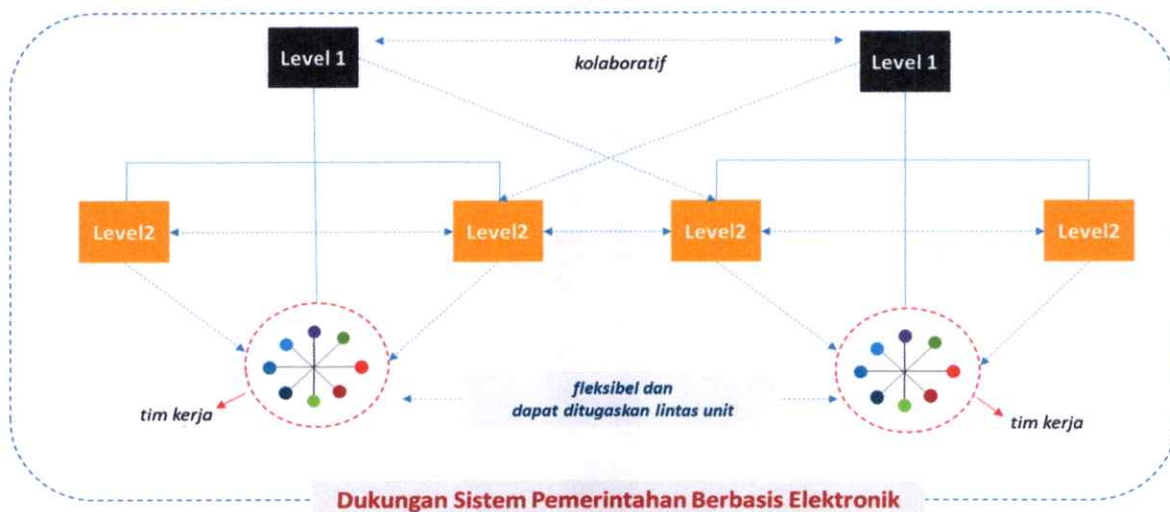 Level 1
kolaboratif
Level 1
Level2
Level2
Level2
Level2
tim kerja
fleksibel dan
dapat ditugaskan lintas unit
tim kerja
Dukungan Sistem Pemerintahan Berbasis Elektronik